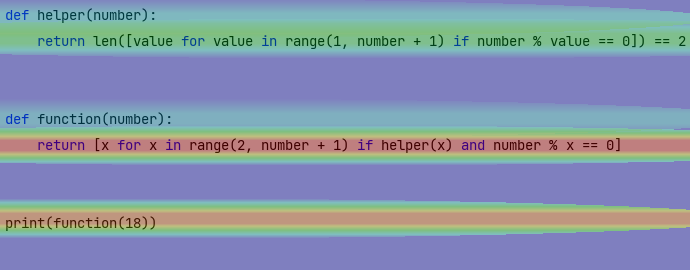 def helper(number):
    return len([value for value in range(1, number + 1) if number % value == 0]) == 2
def function(number):
    return [x for x in range(2, number + 1) if helper(x) and number % x == 0]
print(function(18))